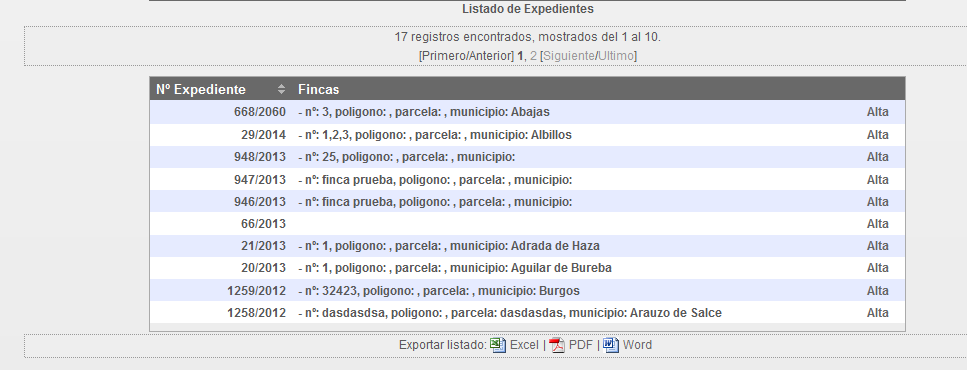 Listado de Expedientes
17 registros encontrados, mostrados del 1 al 10.
[Primero/Anterior] 1, 2 [Siguiente/Ultimo]
Nº Expediente Fincas
668/2060 - nº: 3, poligono: , parcela: , municipio: Abajas Alta
29/2014 - nº: 1,2,3, poligono: , parcela: , municipio: Albillos Alta
948/2013 - nº: 25, poligono: , parcela: , municipio: Alta
947/2013 - nº: finca prueba, poligono: , parcela: , municipio: Alta
946/2013 - nº: finca prueba, poligono: , parcela: , municipio: Alta
66/2013 Alta
21/2013 - nº: 1, poligono: , parcela: , municipio: Adrada de Haza Alta
20/2013 - nº: 1, poligono: , parcela: , municipio: Aguilar de Bureba Alta
1259/2012 - nº: 32423, poligono: , parcela: , municipio: Burgos Alta
1258/2012 - nº: dasdasdsa, poligono: , parcela: dasdasdas, municipio: Arauzo de Salce Alta
Exportar listado: Excel | PDF | Word